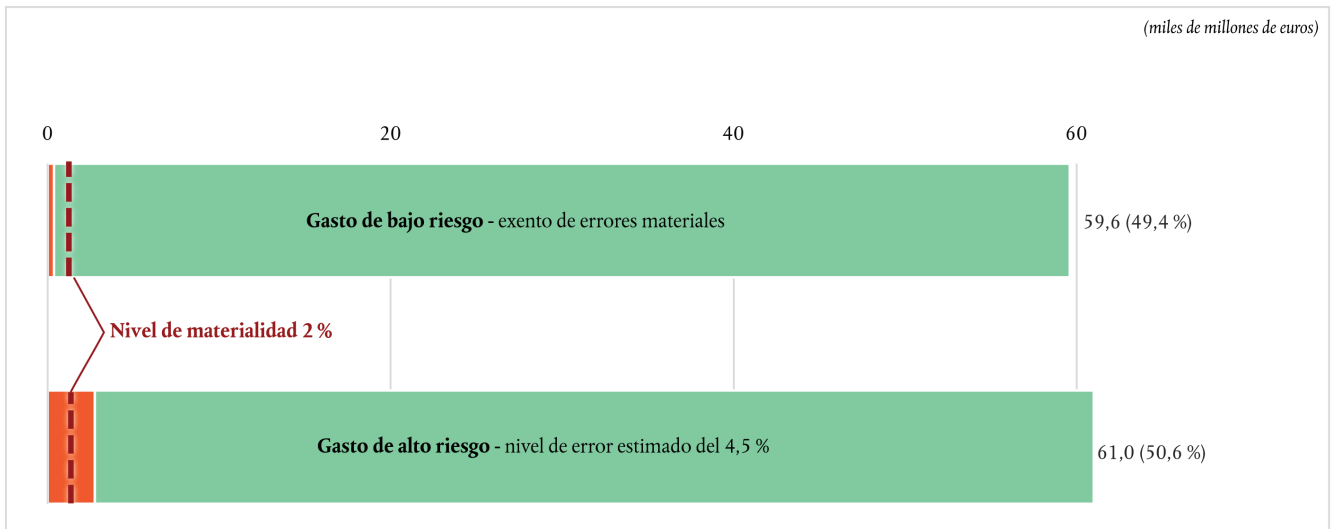 (miles de millones de euros)
0 20 40 60
Gasto de bajo riesgo - exento de errores materiales
59,6 (49,4 %)
Nivel de materialidad 2 %
Gasto de alto riesgo - nivel de error estimado del 4,5 %
61,0 (50,6 %)